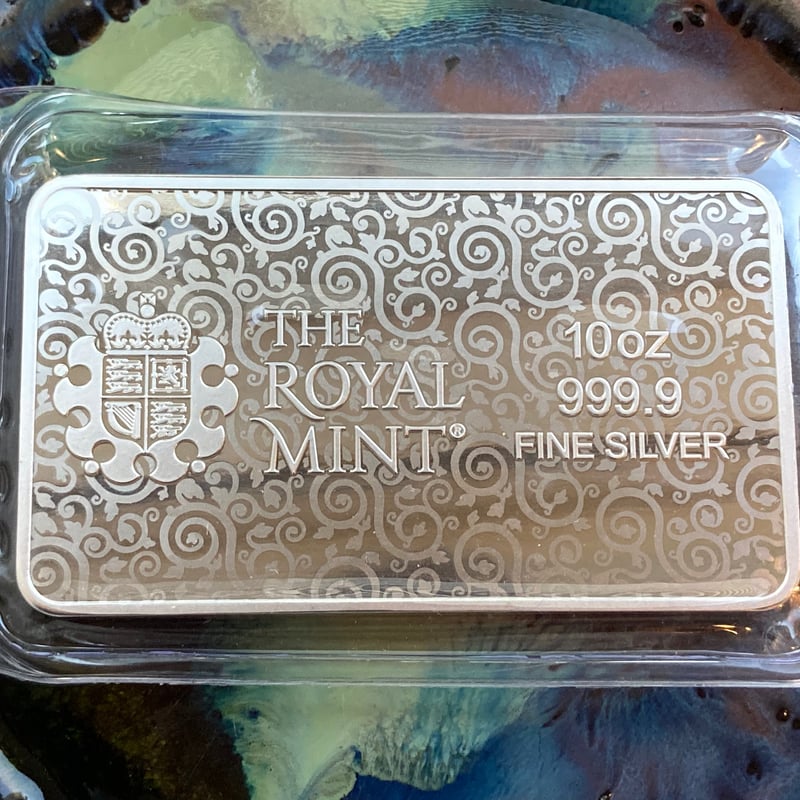 THE
ROYAL
MINT®
10 oz
999.9
FINE SILVER